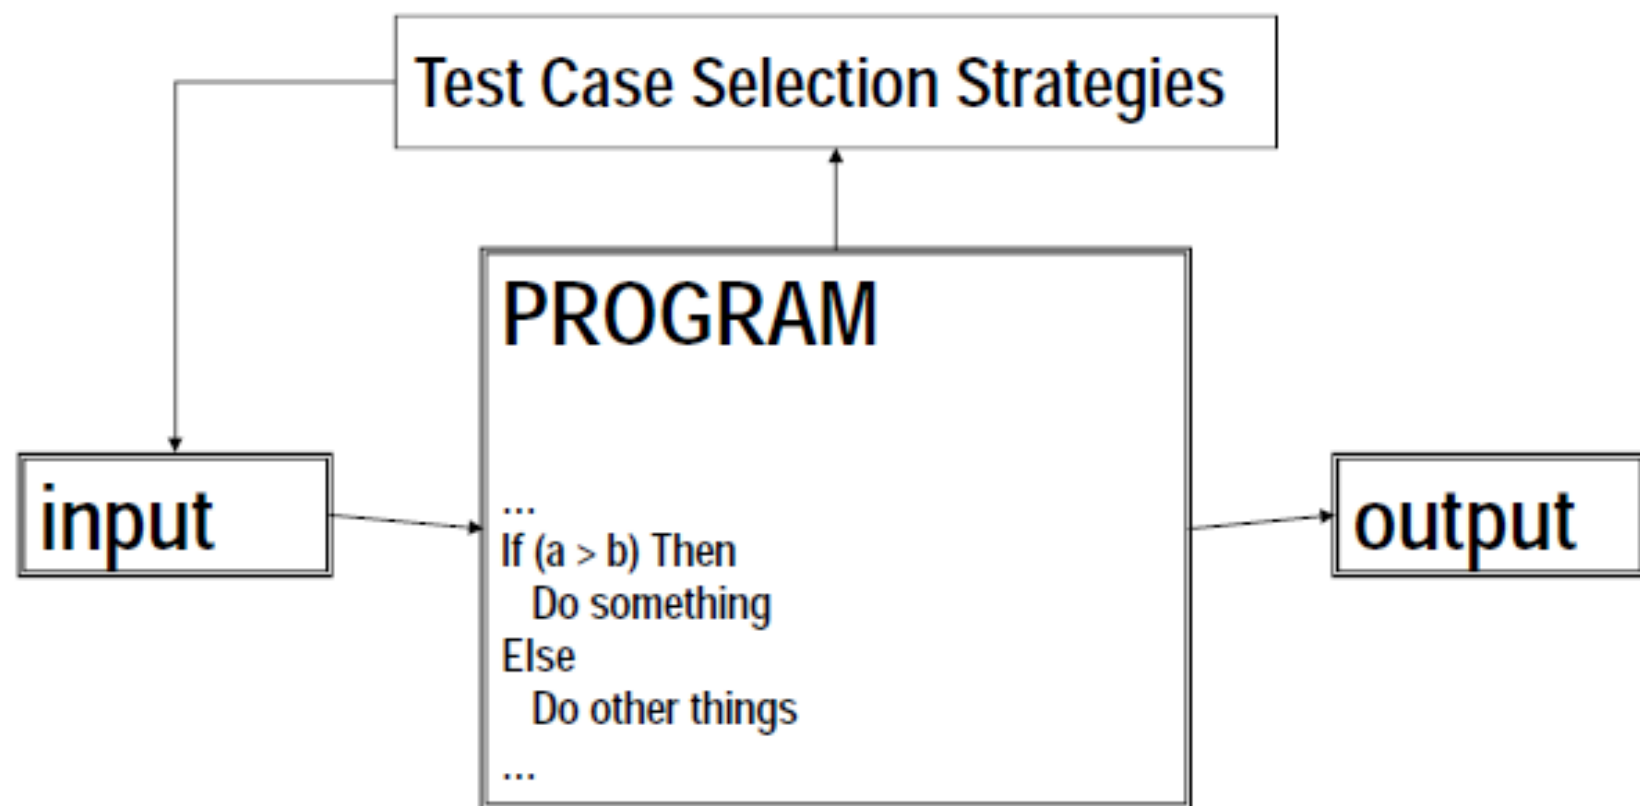 Test Case Selection Strategies
PROGRAM
...
If (a > b) Then
Do something
Else
Do other things
...
input
output